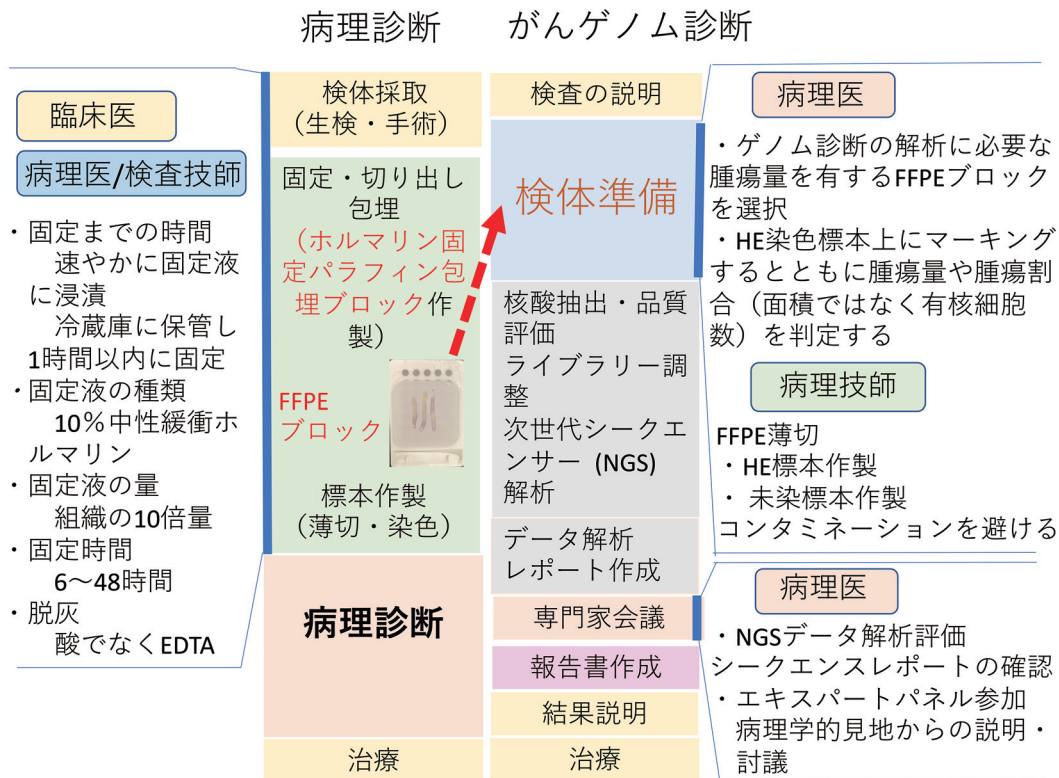 病理診断
がんゲノム診断
臨床医
病理医/検査技師
・固定までの時間
速やかに固定液
に浸漬
冷蔵庫に保管し
1時間以内に固定
・固定液の種類
10%中性緩衝ホ
ルマリン
・固定液の量
組織の10倍量
・固定時間
6～48時間
・脱灰
酸でなくEDTA
検体採取
(生検・手術)
固定・切り出し
包埋
(ホルマリン固
定パラフィン包
埋ブロック作
製)
FFPE
ブロック
標本作製
(薄切・染色)
病理診断
治療
検査の説明
検体準備
核酸抽出・品質
評価
ライブラリー調
整
次世代シークエ
ンサー (NGS)
解析
データ解析
レポート作成
専門家会議
報告書作成
結果説明
治療
病理医
・ゲノム診断の解析に必要な
腫瘍量を有するFFPEブロック
を選択
・HE染色標本上にマーキング
するとともに腫瘍量や腫瘍割
合（面積ではなく有核細胞
数）を判定する
病理技師
FFPE薄切
・HE標本作製
・未染標本作製
コンタミネーションを避ける
病理医
・NGSデータ解析評価
シークエンスレポートの確認
・エキスパートパネル参加
病理学的見地からの説明・
討議